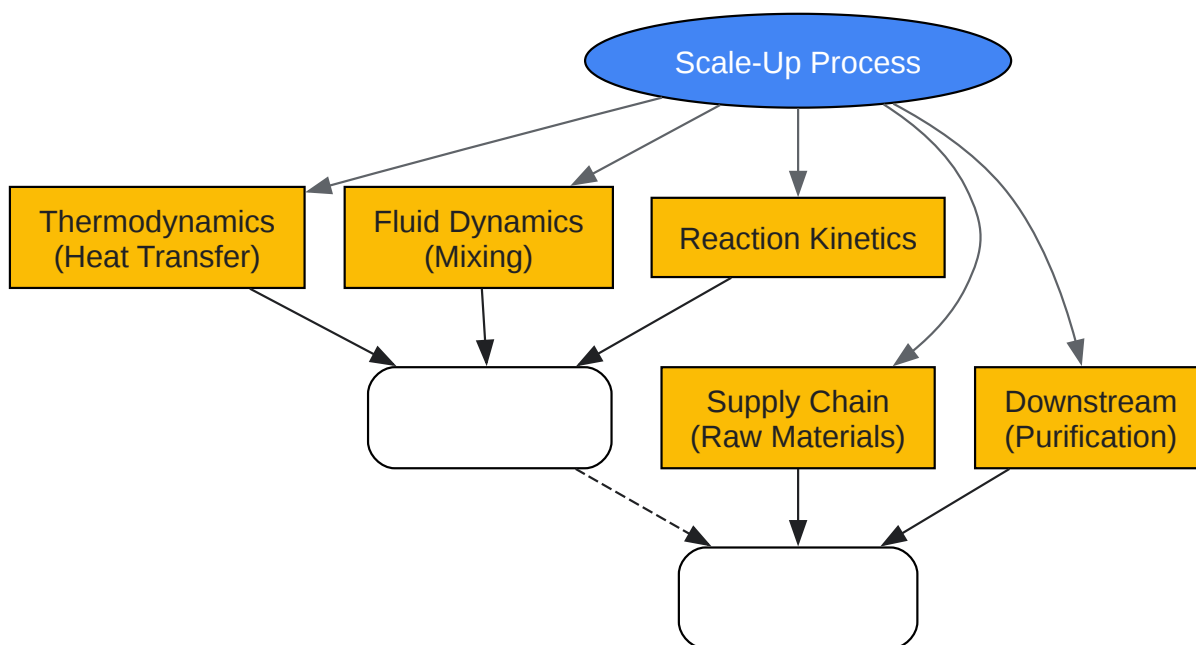 Scale-Up Process
Thermodynamics
(Heat Transfer)
Fluid Dynamics
(Mixing)
Reaction Kinetics
Supply Chain
(Raw Materials)
Downstream
(Purification)